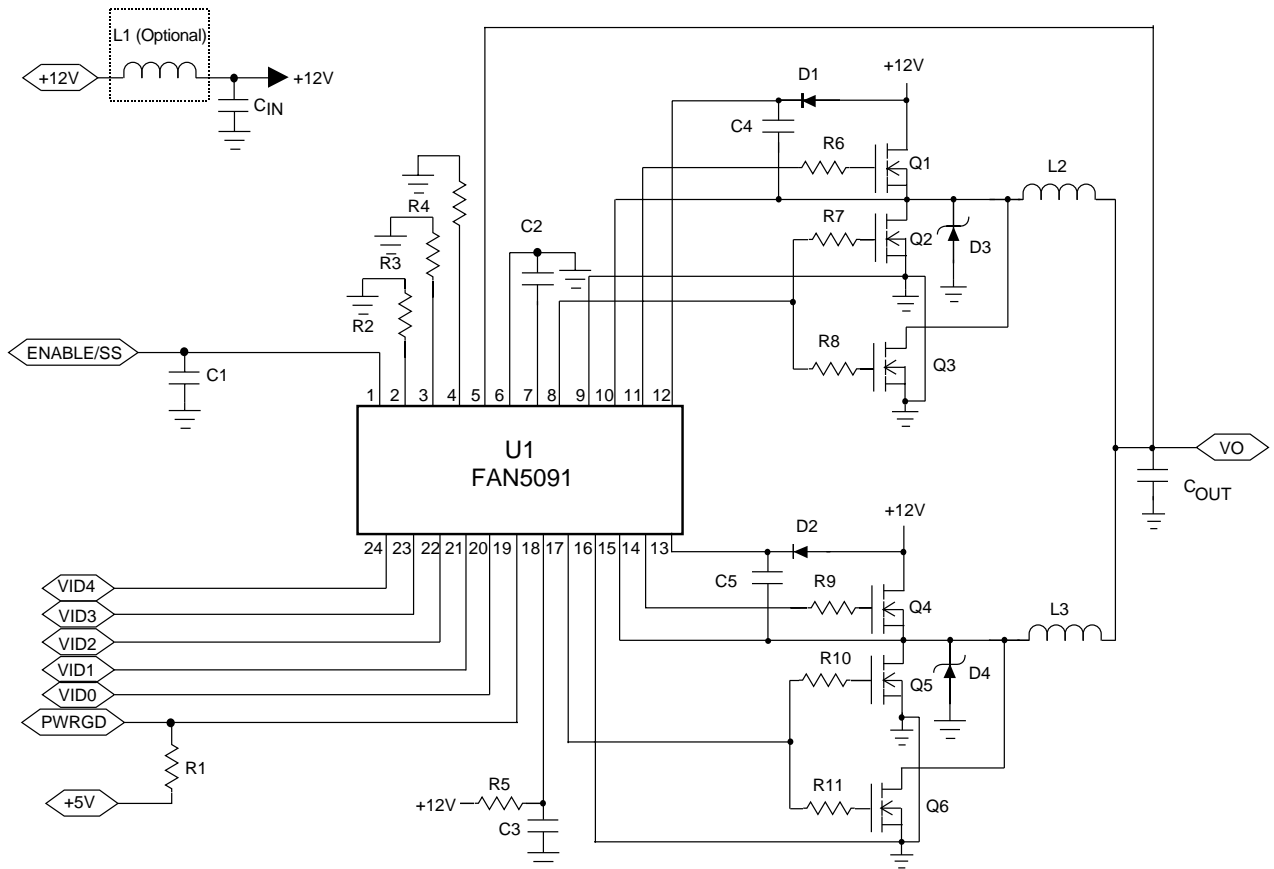 L1 (Optional)
+12V
+12V
CIN
D1
+12V
C4
R6
Q1
L2
R4
C2
R7
Q2
D3
R3
R2
ENABLE/SS
C1
R8
Q3
1 2 3 4 5 6 7 8 9 10 11 12
U1
FAN5091
VO
COUT
24 23 22 21 20 19 18 17 16 15 14 13
D2
+12V
C5
R9
Q4
L3
VID4
VID3
VID2
VID1
VID0
PWRGD
R10
Q5
D4
R1
+5V
R5
+12V
C3
R11
Q6